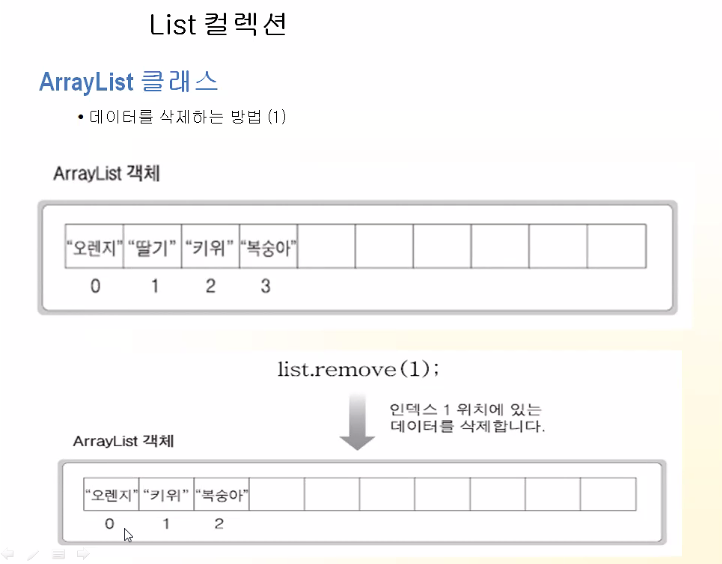 List 컬렉션
ArrayList 클래스
• 데이터를 삭제하는 방법 (1)
ArrayList 객체
“오렌지” “딸기” “키위” “복숭아”
0 1 2 3
list.remove(1);
인덱스 1 위치에 있는
데이터를 삭제합니다.
ArrayList 객체
“오렌지” “키위” “복숭아”
0 1 2